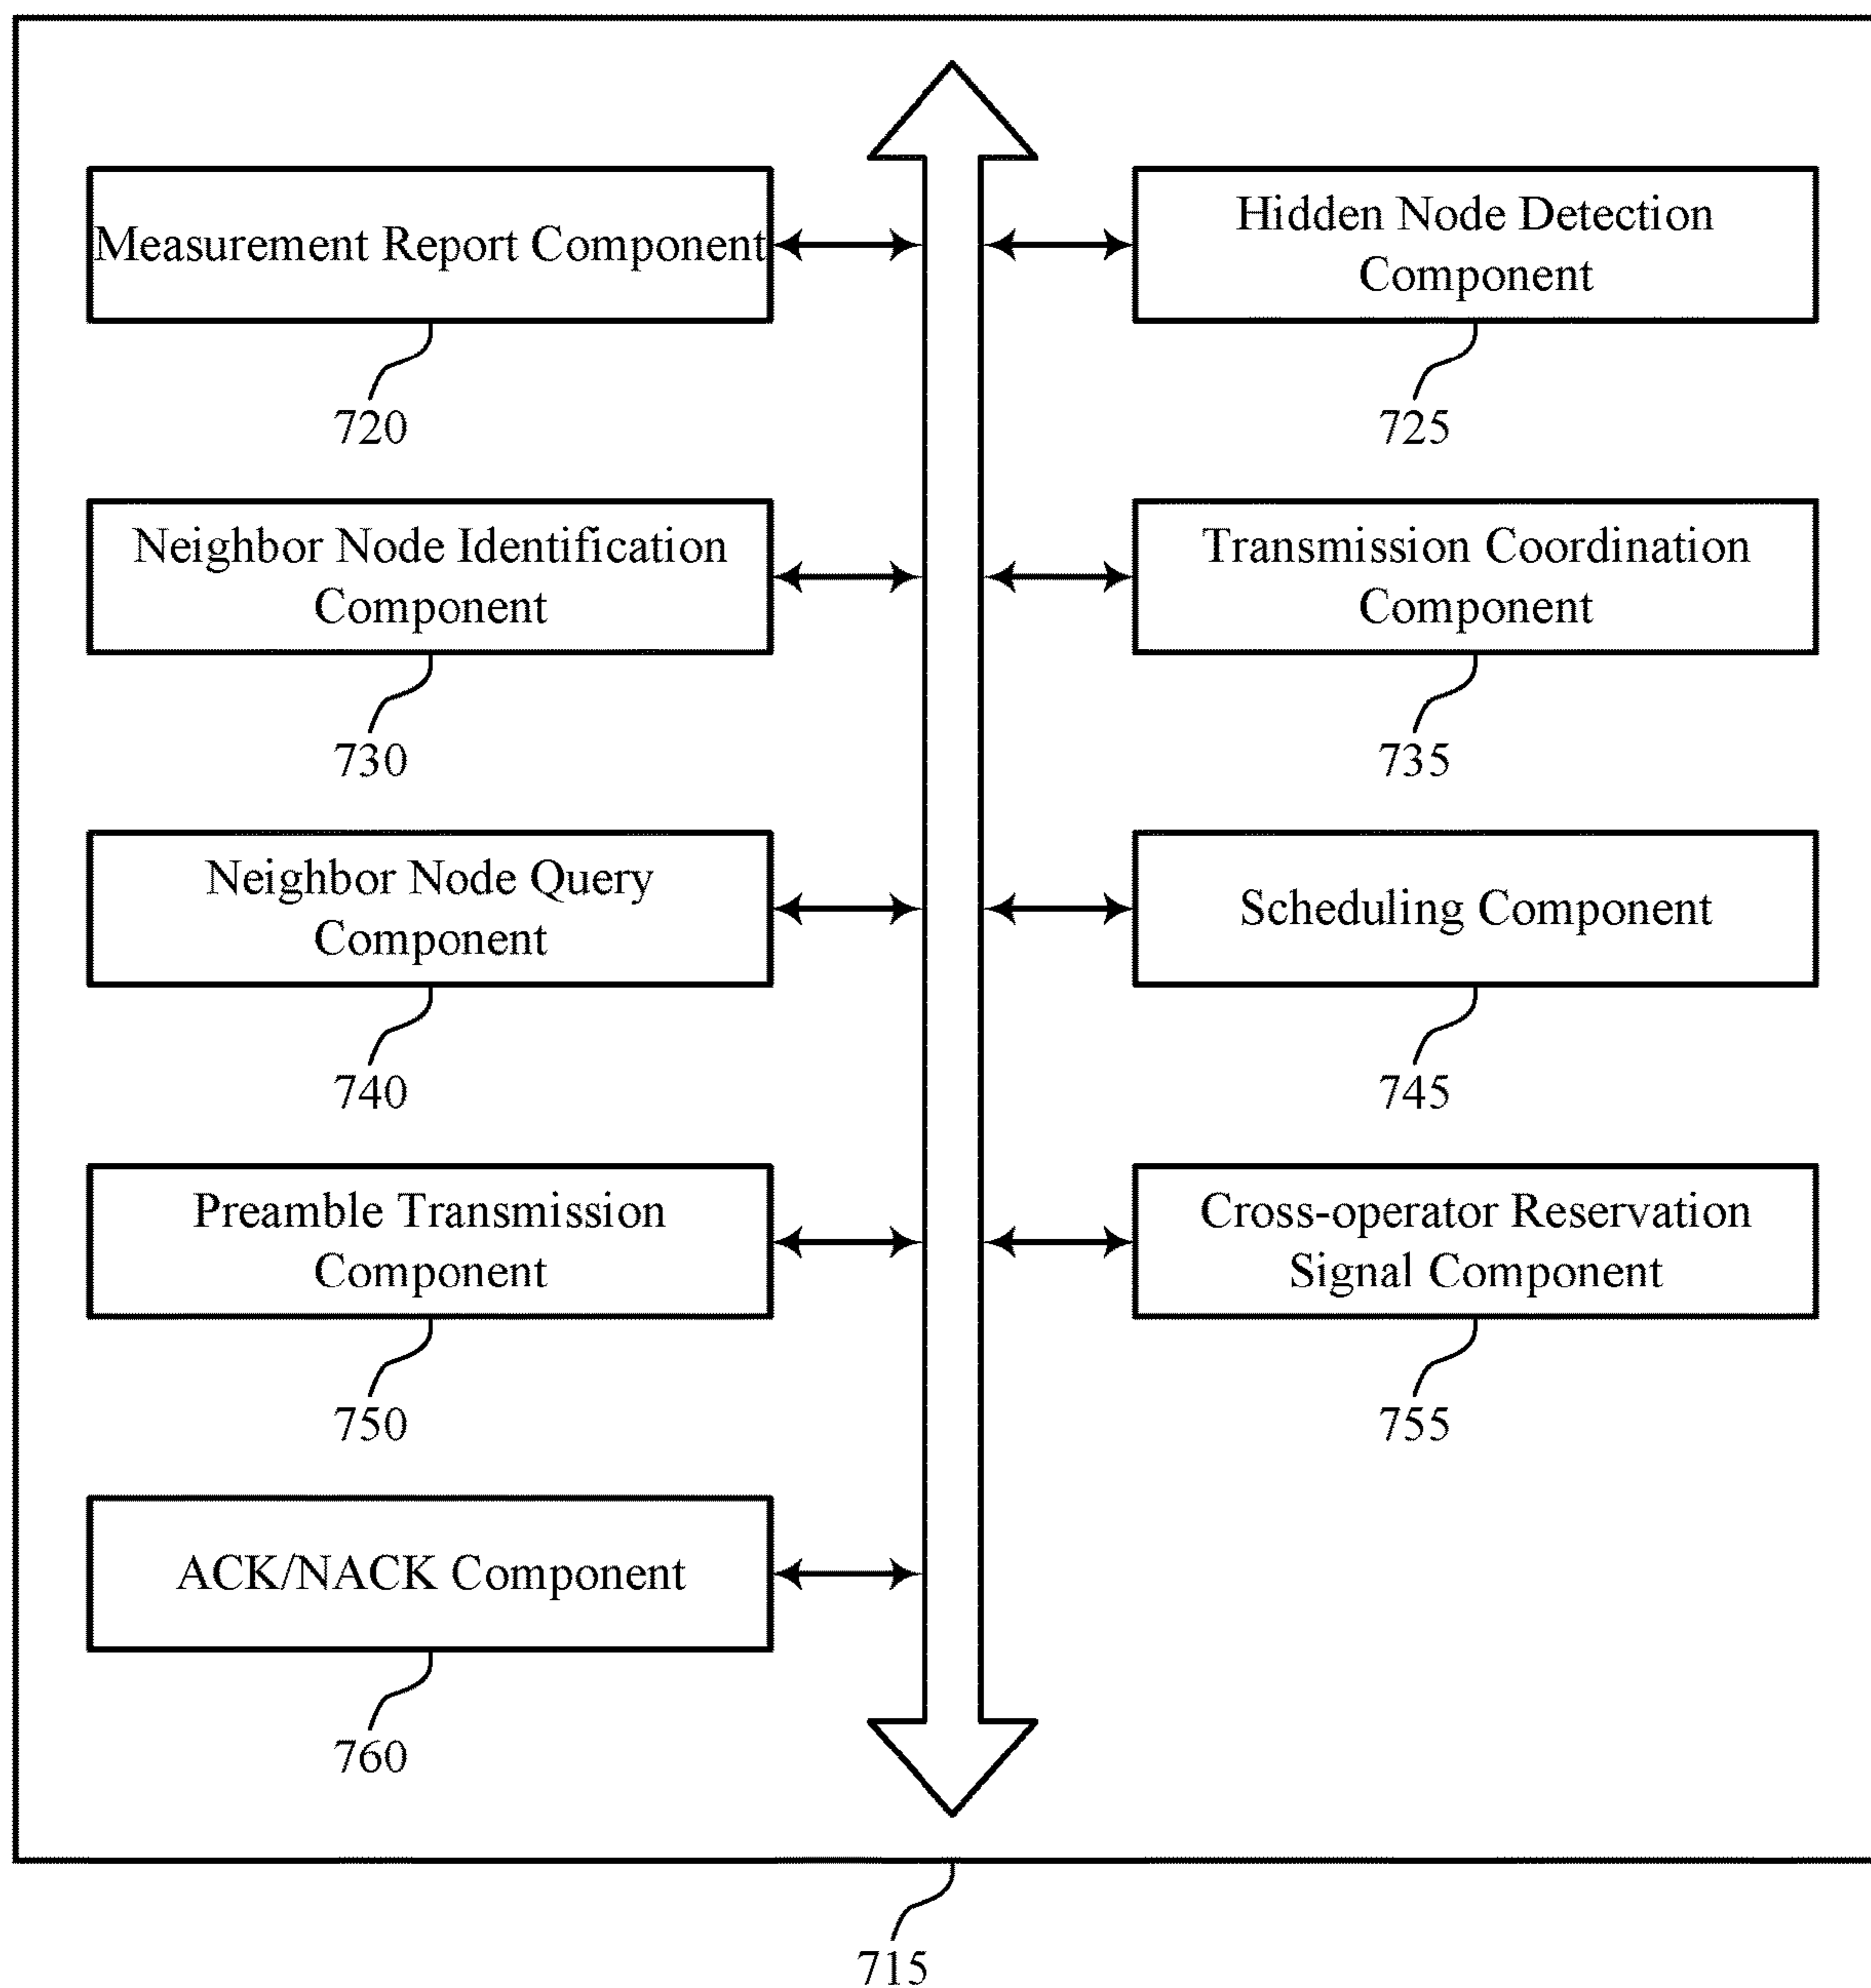 Measurement Report Component
720
Hidden Node Detection
Component
725
Neighbor Node Identification
Component
730
Transmission Coordination
Component
735
Neighbor Node Query
Component
740
Scheduling Component
745
Preamble Transmission
Component
750
Cross-operator Reservation
Signal Component
755
ACK/NACK Component
760
715